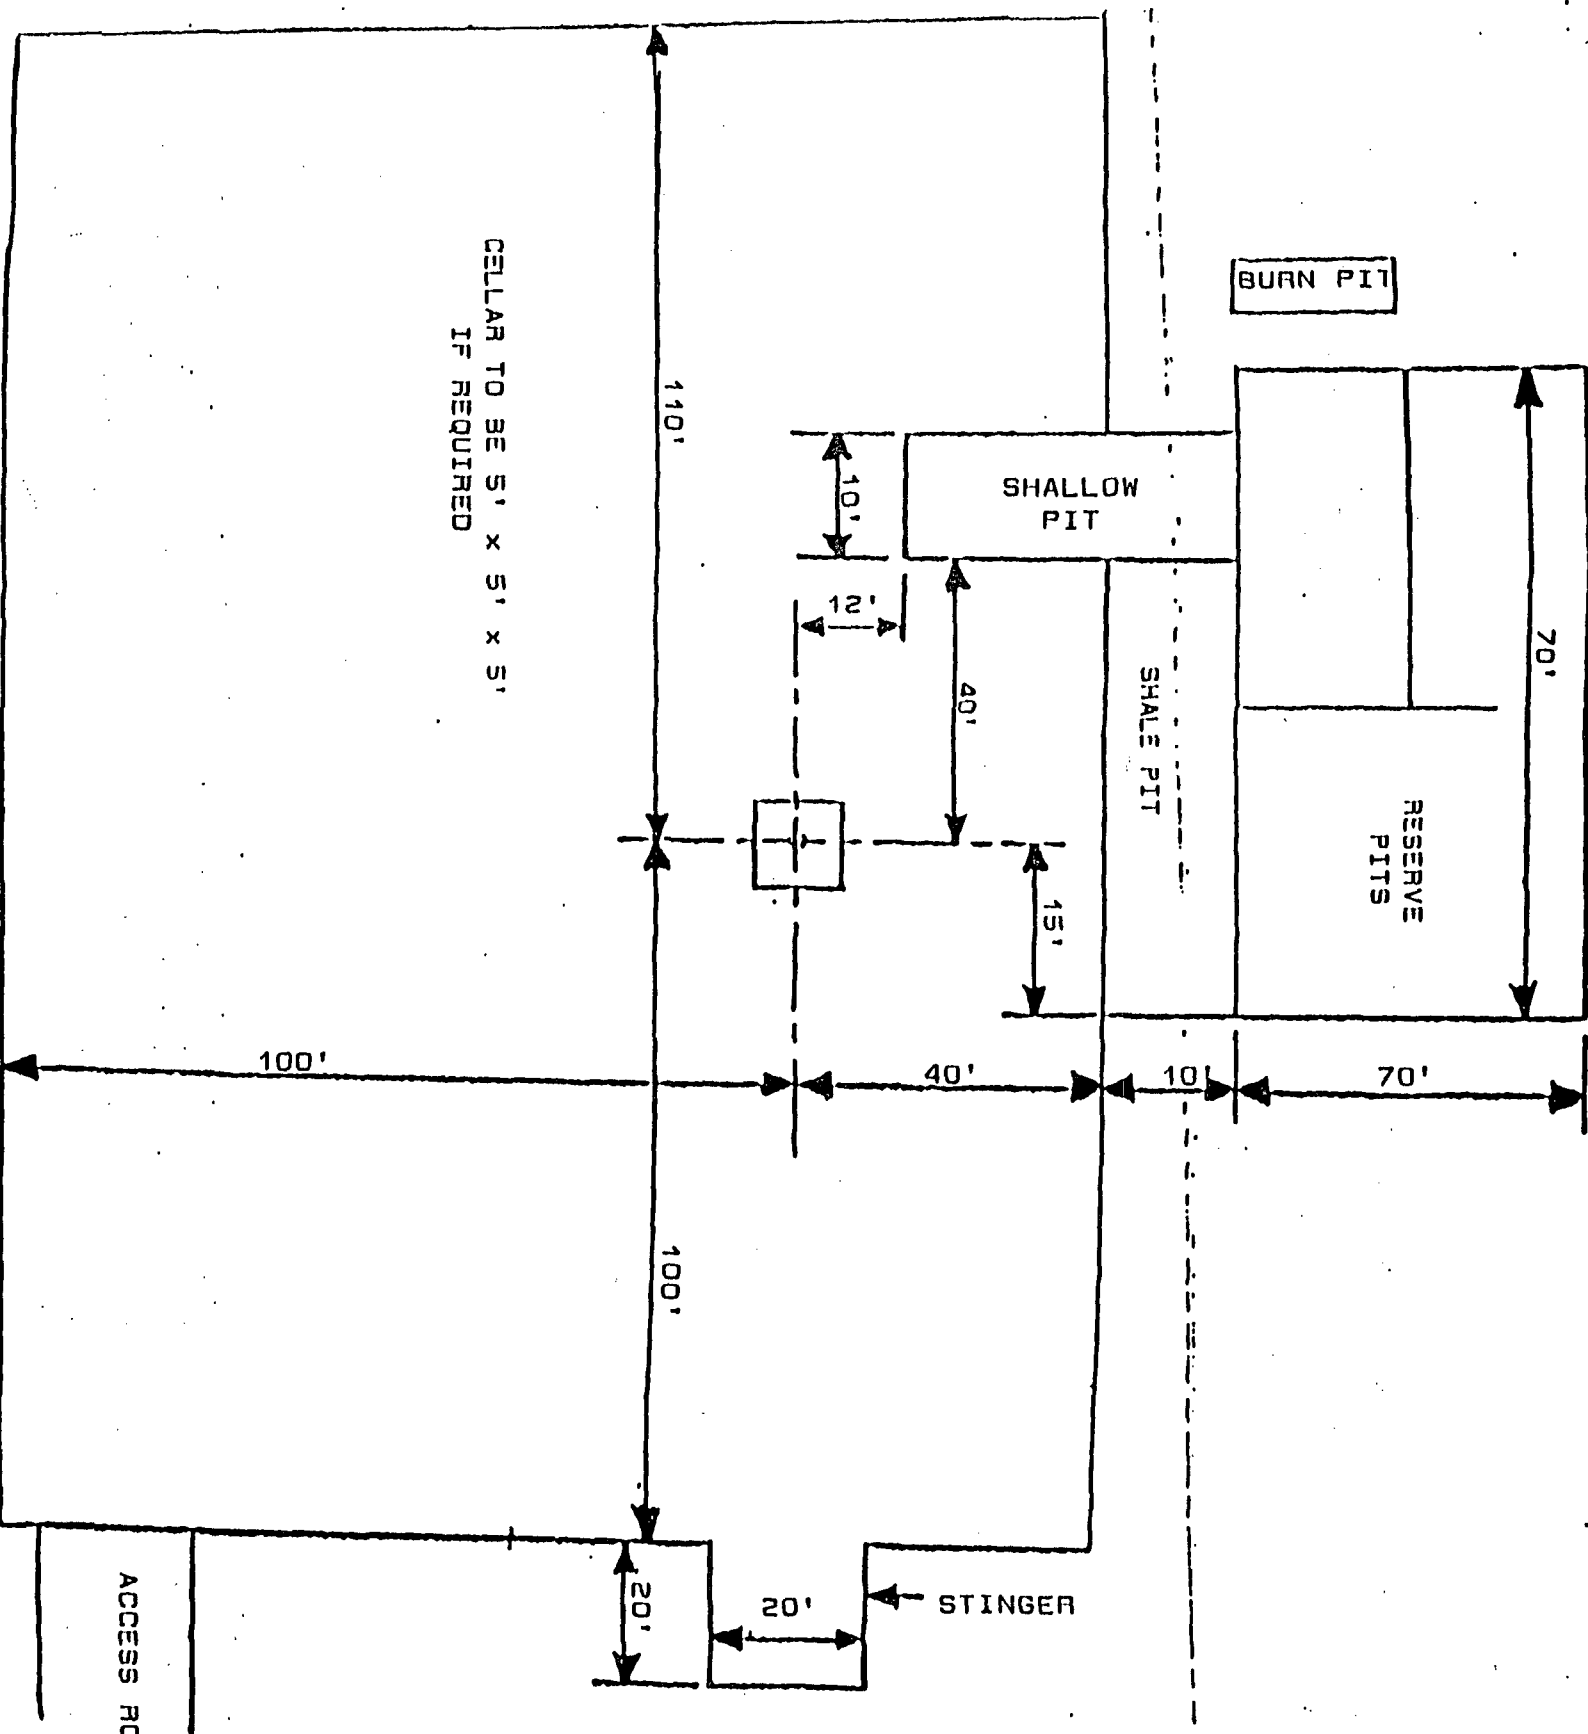 BURN PIT
110'
CELLAR TO BE 5' x 5' x 5'
IF REQUIRED
10'
SHALLOW
PIT
12'
40'
70'
SHALE PIT
RESERVE
PITS
15'
100'
40'
10'
70'
100'
20'
20'
STINGER
ACCESS RO